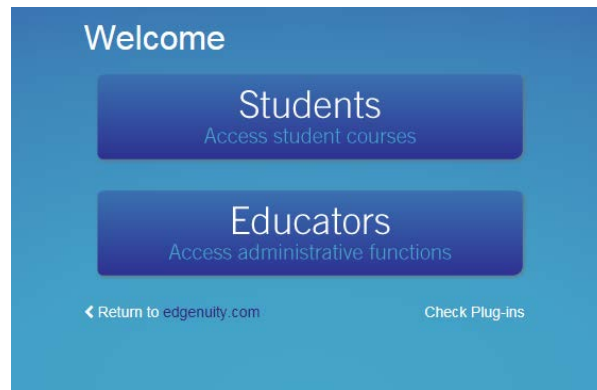 Welcome
Students
Access student courses
Educators
Access administrative functions
Return to edgenuity.com
Check Plug-ins